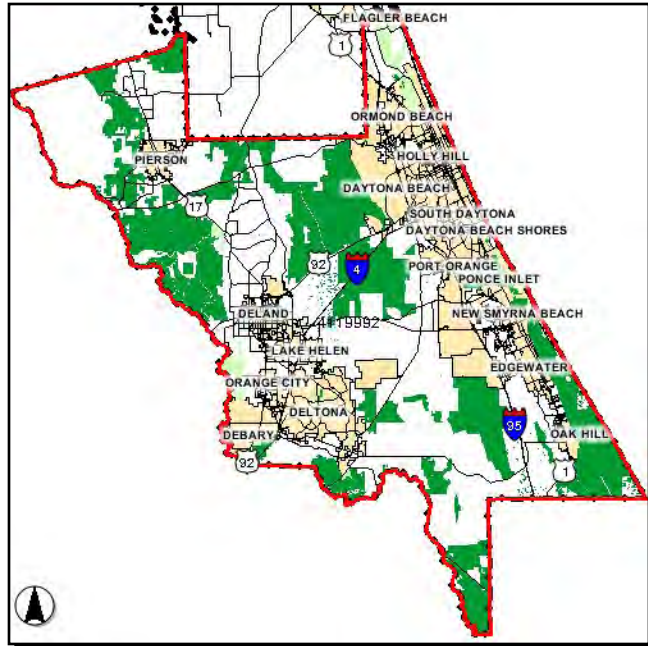 FLAGLER BEACH
1
ORMOND BEACH
HOLLY HILL
PIERSON
DAYTONA BEACH
17
SOUTH DAYTONA
DAYTONA BEACH SHORES
92
4
PORT ORANGE
PONCE INLET
DELAND
NEW SMYRNA BEACH
LAKE HELEN
EDGEWATER
ORANGE CITY
DELTONA
DEBARY
95
OAK HILL
92
1